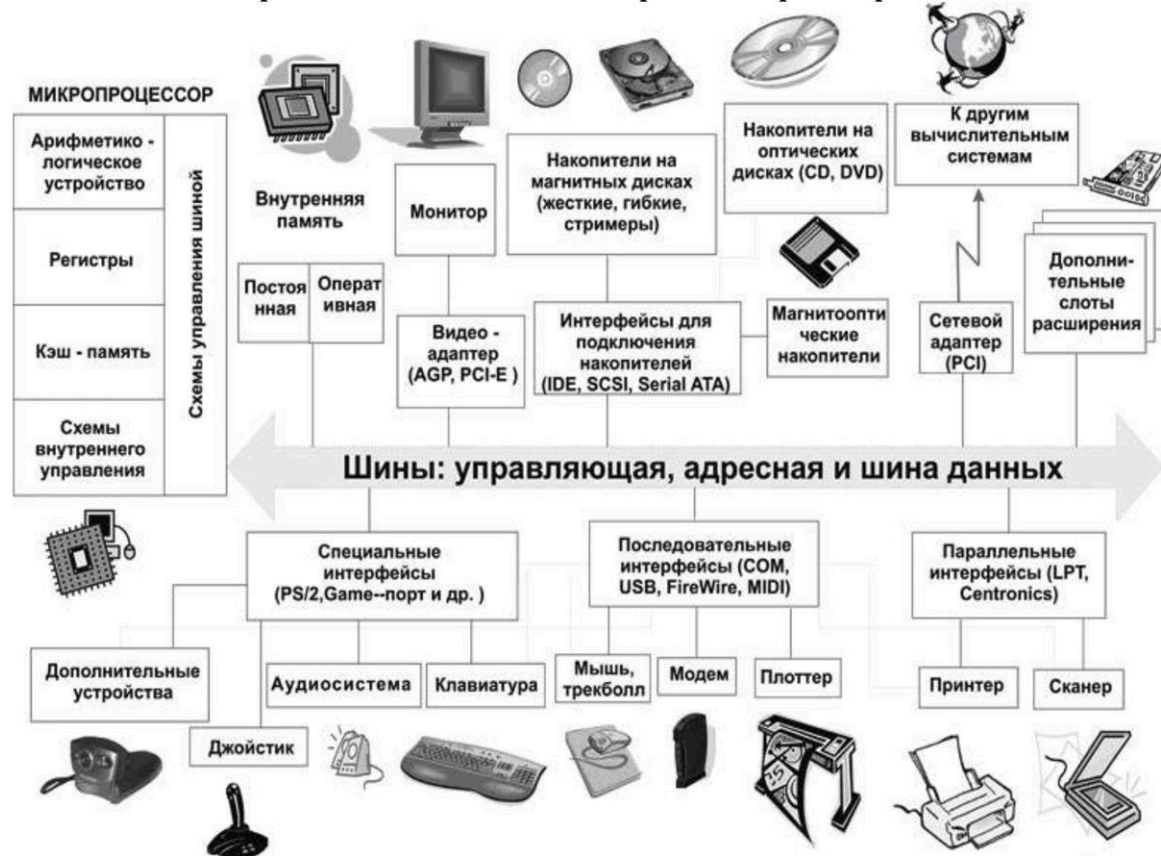 МИКРОПРОЦЕССОР
Арифметико -
логическое
устройство
Регистры
Кэш - память
Схемы
внутреннего
управления
Схемы управления шиной
Внутренняя
память
Постоя
нная
Операт
ивная
Монитор
Видео -
адаптер
(AGP, PCI-E )
Накопители на
магнитных дисках
(жесткие, гибкие,
стримеры)
Интерфейсы для
подключения
накопителей
(IDE, SCSI, Serial ATA)
Накопители на
оптических
дисках (CD, DVD)
Магнитоопти
ческие
накопители
К другим
вычислительным
системам
Сетевой
адаптер
(PCI)
Дополни-
тельные
слоты
расширения
Шины: управляющая, адресная и шина данных
Специальные
интерфейсы
(PS/2,Game--порт и др. )
Последовательные
интерфейсы (COM,
USB, FireWire, MIDI)
Параллельные
интерфейсы (LPT,
Centronics)
Дополнительные
устройства
Джойстик
Аудиосистема
Клавиатура
Мышь,
трекболл
Модем
Плоттер
Принтер
Сканер